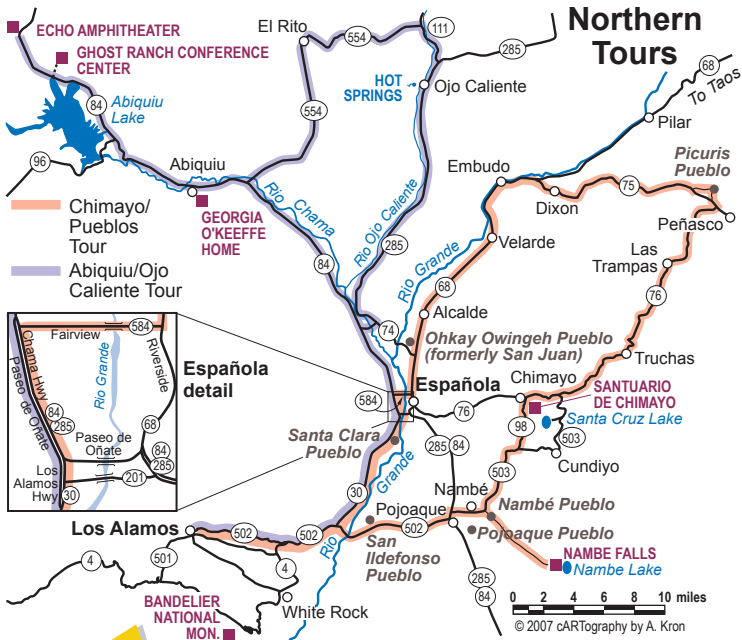 Northern
Tours
ECHO AMPHITHEATER
GHOST RANCH CONFERENCE
CENTER
84
Abiquiu
Lake
96
El Rito
554
554
111
285
HOT
SPRINGS
Ojo Caliente
68
To Taos
Pilar
Abiquiu
GEORGIA
O'KEEFFE
HOME
Rio Chama
Rio Ojo Caliente
285
84
Embudo
Dixon
75
Picuris
Pueblo
Peñasco
Velarde
Rio Grande
68
Las
Trampas
76
Alcalde
74
Ohkay Owingeh Pueblo
(formerly San Juan)
Truchas
Chimayo/
Pueblos
Tour
Abiquiu/Ojo
Caliente Tour
584
Fairview
Chama Hwy
Paseo de Oñate
Rio Grande
Riverside
84
285
68
Paseo de
Oñate
84
285
Los
Alamos
Hwy
201
30
Española
detail
584
Española
76
Chimayo
SANTUARIO
DE CHIMAYO
Santa Cruz Lake
98
503
Cundiyo
503
Santa Clara
Pueblo
285
84
Rio Grande
30
Nambé
Nambé Pueblo
Pojoaque
502
Pojoaque Pueblo
San
Ildefonso
Pueblo
Los Alamos
502
502
501
4
4
White Rock
BANDELIER
NATIONAL
MON.
NAMBE FALLS
Nambe Lake
285
84
0 2 4 6 8 10 miles
© 2007 cARTography by A. Kron